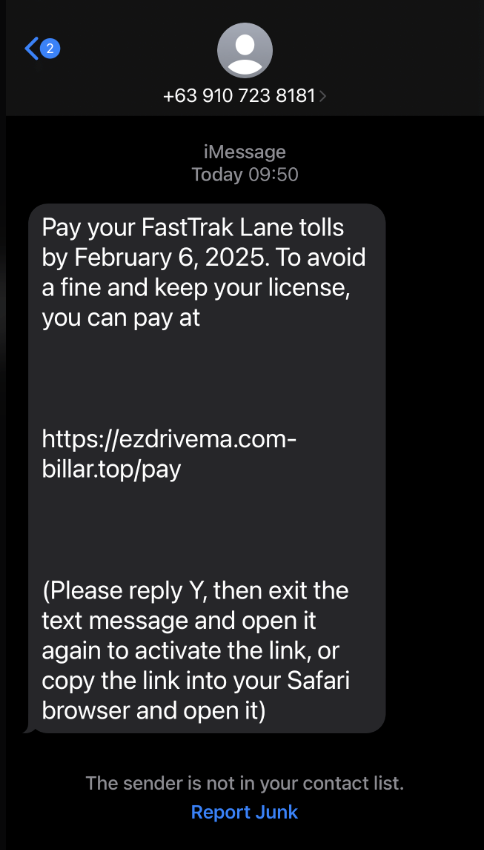 2
+63 910 723 8181
iMessage
Today 09:50
Pay your FastTrak Lane tolls
by February 6, 2025. To avoid
a fine and keep your license,
you can pay at
https://ezdrivema.com-
billar.top/pay
(Please reply Y, then exit the
text message and open it
again to activate the link, or
copy the link into your Safari
browser and open it)
The sender is not in your contact list.
Report Junk